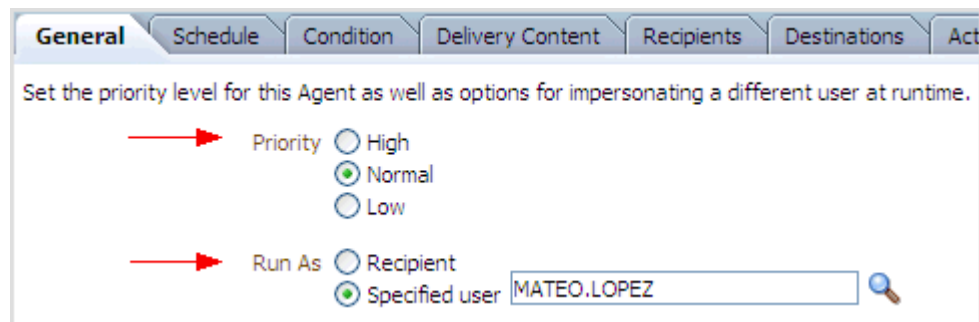 General Schedule Condition Delivery Content Recipients Destinations Act
Set the priority level for this Agent as well as options for impersonating a different user at runtime.
Priority High
Normal
Low
Run As Recipient
Specified user MATEO.LOPEZ